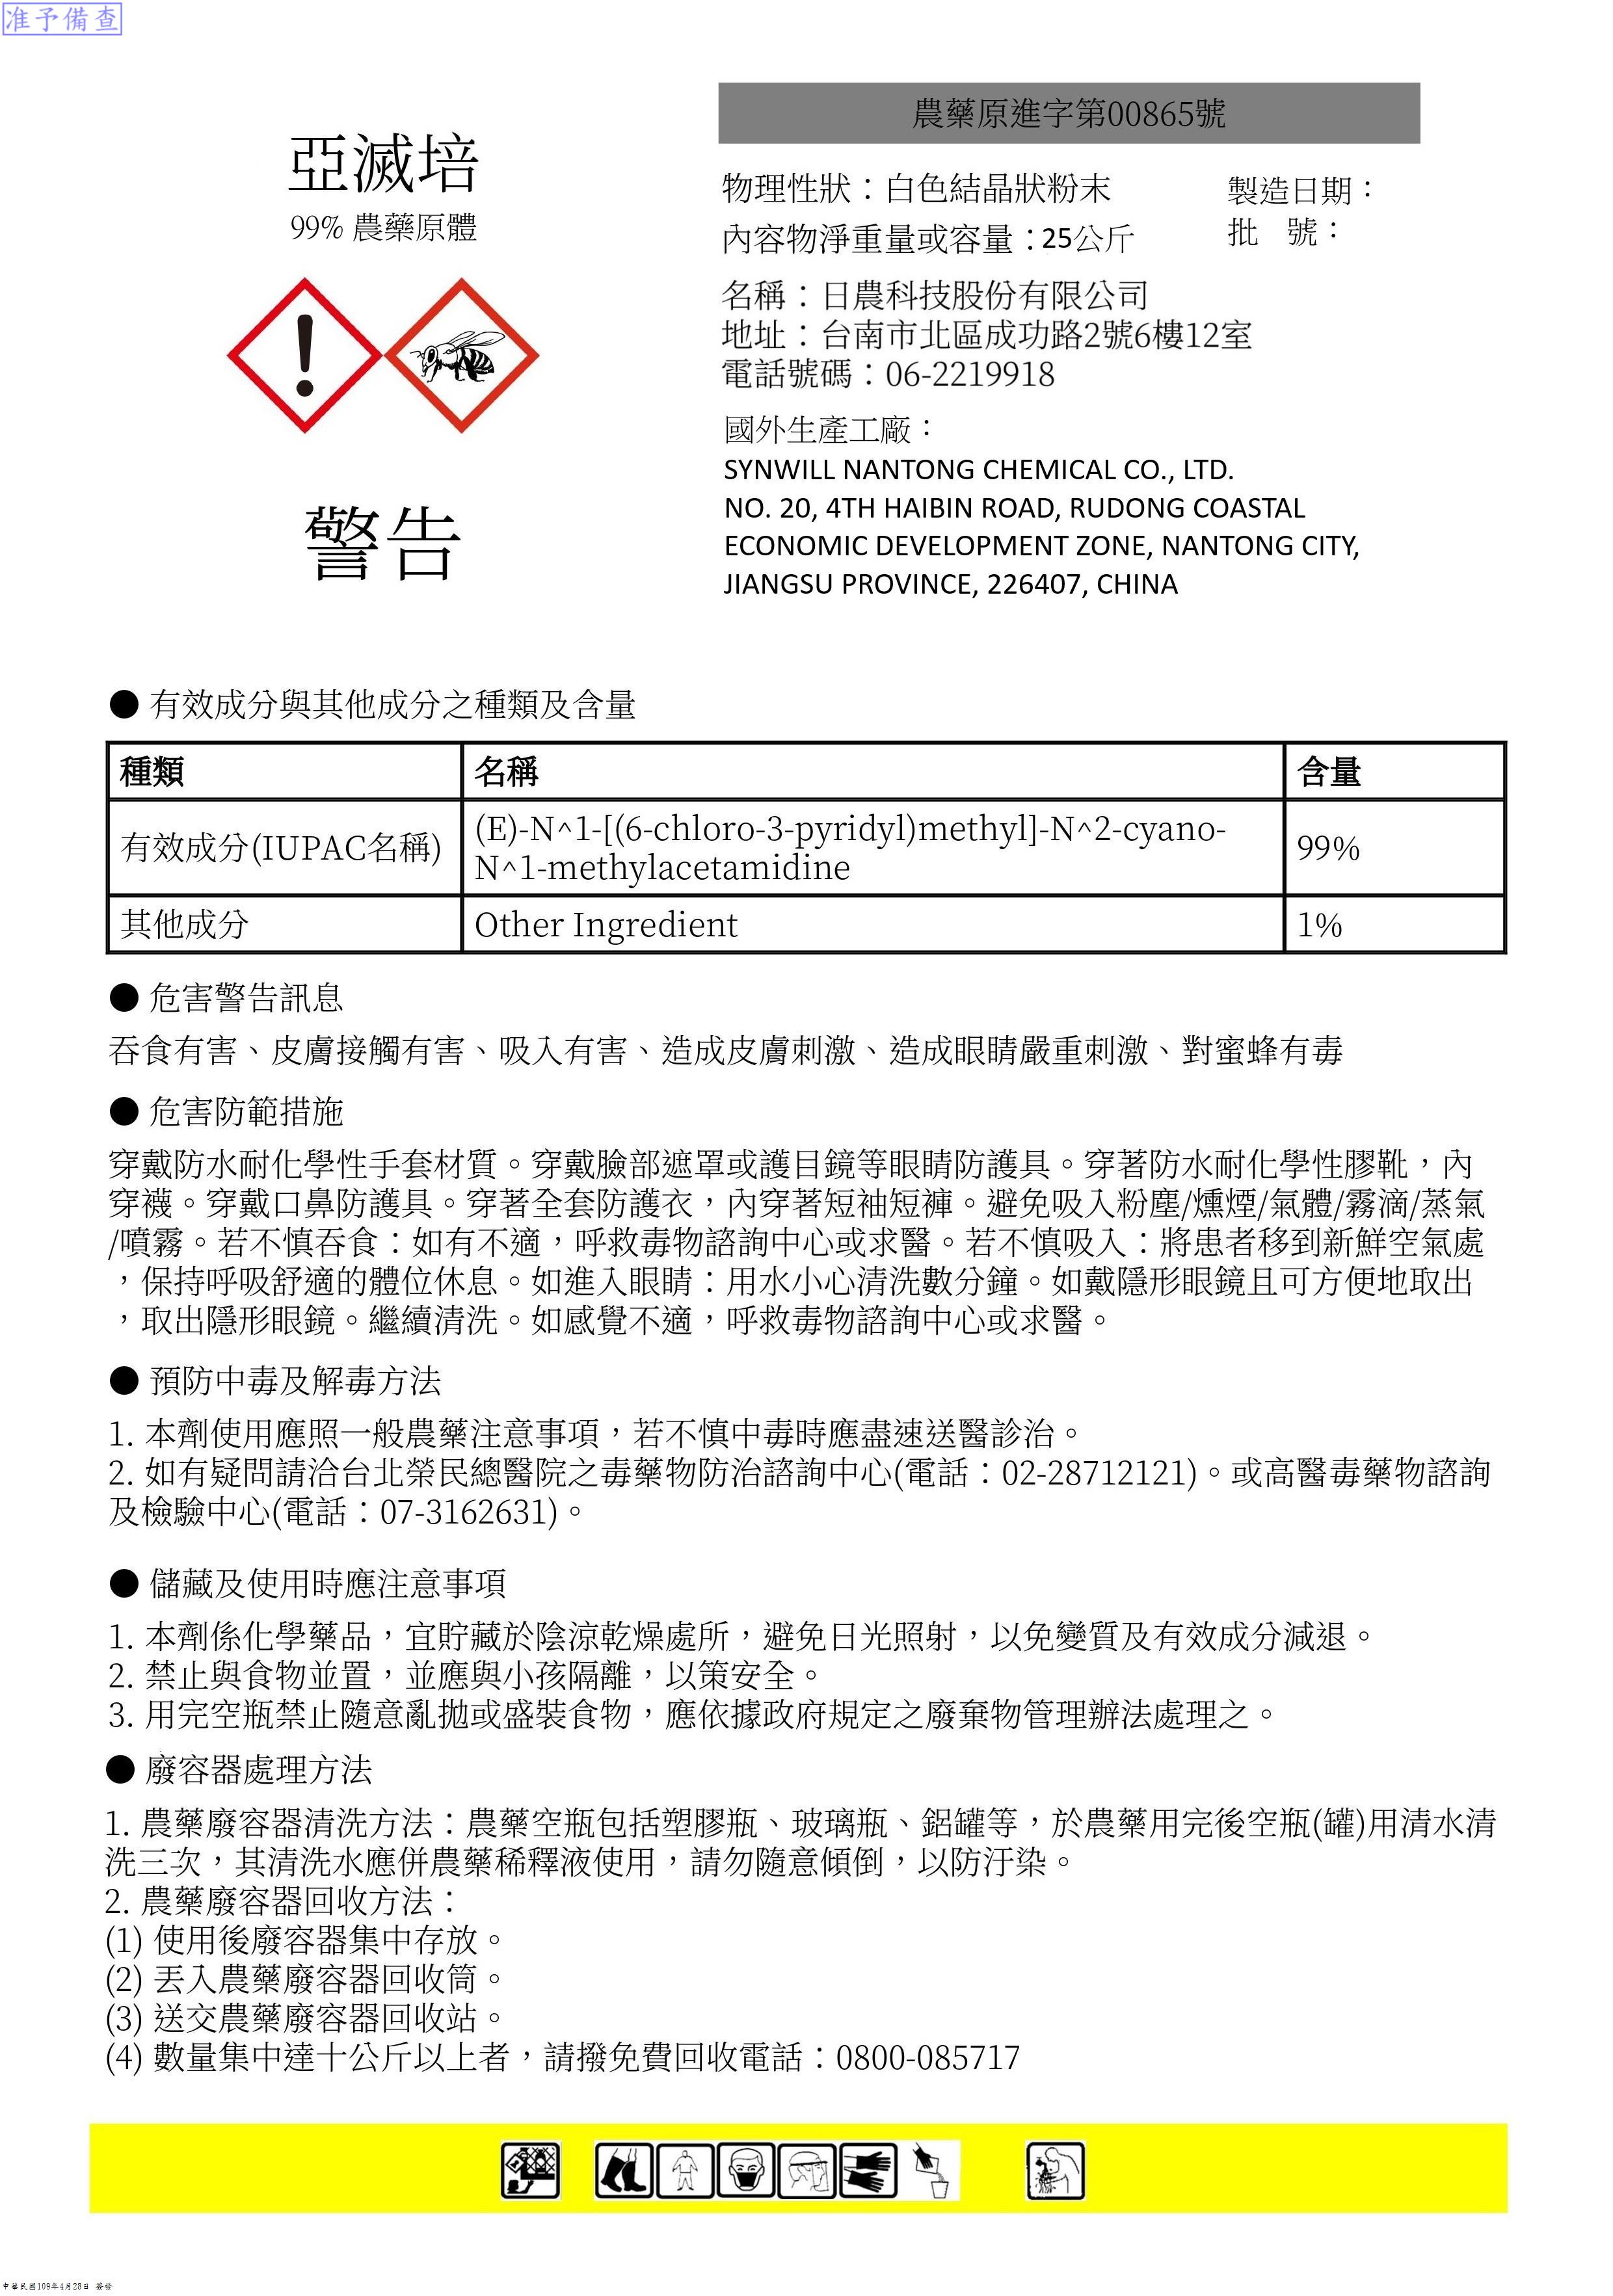 准予備查
農藥原進字第00865號
亞滅培
99% 農藥原體
警告
物理性狀：白色結晶狀粉末
內容物淨重量或容量：25公斤
製造日期：
批　號：
名稱：日農科技股份有限公司
地址：台南市北區成功路2號6樓12室
電話號碼：06-2219918
國外生產工廠：
SYNWILL NANTONG CHEMICAL CO., LTD.
NO. 20, 4TH HAIBIN ROAD, RUDONG COASTAL
ECONOMIC DEVELOPMENT ZONE, NANTONG CITY,
JIANGSU PROVINCE, 226407, CHINA
● 有效成分與其他成分之種類及含量
種類 名稱 含量
有效成分(IUPAC名稱) (E)-N^1-[(6-chloro-3-pyridyl)methyl]-N^2-cyano-
N^1-methylacetamidine 99%
其他成分 Other Ingredient 1%
● 危害警告訊息
吞食有害、皮膚接觸有害、吸入有害、造成皮膚刺激、造成眼睛嚴重刺激、對蜜蜂有毒
● 危害防範措施
穿戴防水耐化學性手套材質。穿戴臉部遮罩或護目鏡等眼睛防護具。穿著防水耐化學性膠靴，內
穿襪。穿戴口鼻防護具。穿著全套防護衣，內穿著短袖短褲。避免吸入粉塵/燻煙/氣體/霧滴/蒸氣
/噴霧。若不慎吞食：如有不適，呼救毒物諮詢中心或求醫。若不慎吸入：將患者移到新鮮空氣處
，保持呼吸舒適的體位休息。如進入眼睛：用水小心清洗數分鐘。如戴隱形眼鏡且可方便地取出
，取出隱形眼鏡。繼續清洗。如感覺不適，呼救毒物諮詢中心或求醫。
● 預防中毒及解毒方法
1. 本劑使用應照一般農藥注意事項，若不慎中毒時應盡速送醫診治。
2. 如有疑問請洽台北榮民總醫院之毒藥物防治諮詢中心(電話：02-28712121)。或高醫毒藥物諮詢
及檢驗中心(電話：07-3162631)。
● 儲藏及使用時應注意事項
1. 本劑係化學藥品，宜貯藏於陰涼乾燥處所，避免日光照射，以免變質及有效成分減退。
2. 禁止與食物並置，並應與小孩隔離，以策安全。
3. 用完空瓶禁止隨意亂拋或盛裝食物，應依據政府規定之廢棄物管理辦法處理之。
● 廢容器處理方法
1. 農藥廢容器清洗方法：農藥空瓶包括塑膠瓶、玻璃瓶、鋁罐等，於農藥用完後空瓶(罐)用清水清
洗三次，其清洗水應併農藥稀釋液使用，請勿隨意傾倒，以防汙染。
2. 農藥廢容器回收方法：
(1) 使用後廢容器集中存放。
(2) 丟入農藥廢容器回收筒。
(3) 送交農藥廢容器回收站。
(4) 數量集中達十公斤以上者，請撥免費回收電話：0800-085717
中華民國109年4月28日 簽發